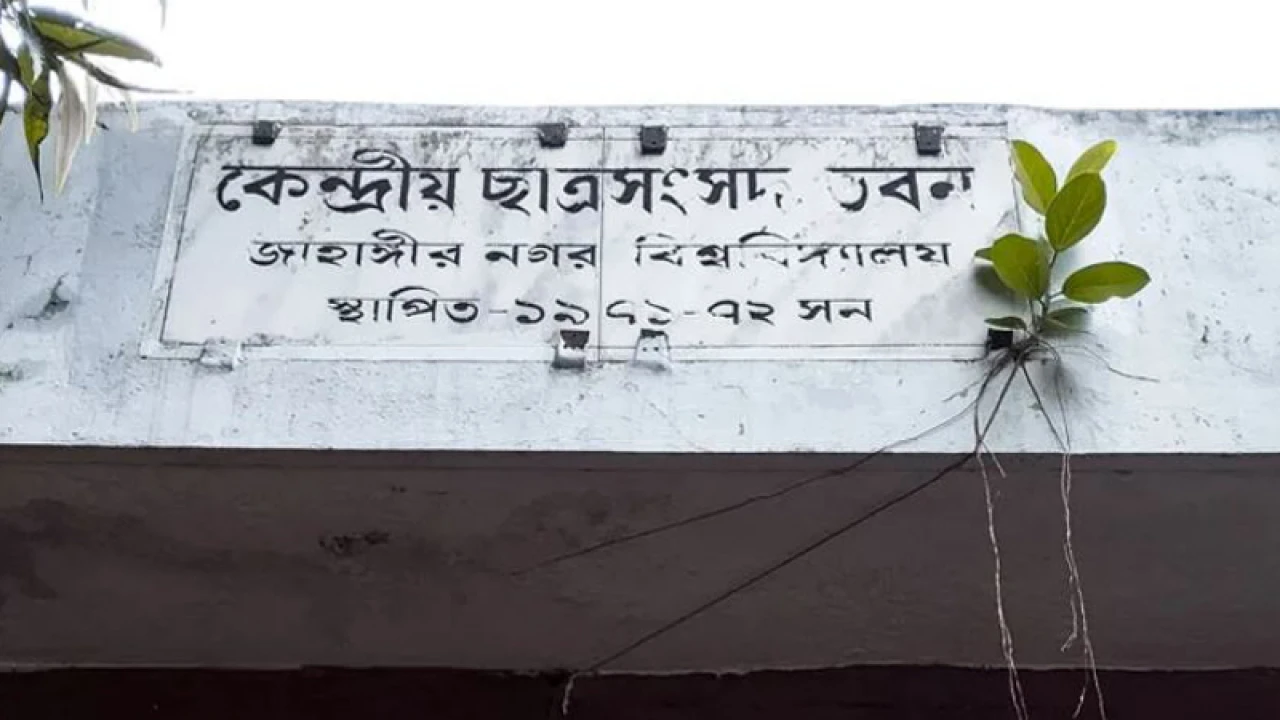 কেন্দ্রীয় ছাত্রসংসদ ভবন
জাহাঙ্গীর নগর বিশ্ববিদ্যালয়
স্থাপিত-১৯৭১-৭২ সন